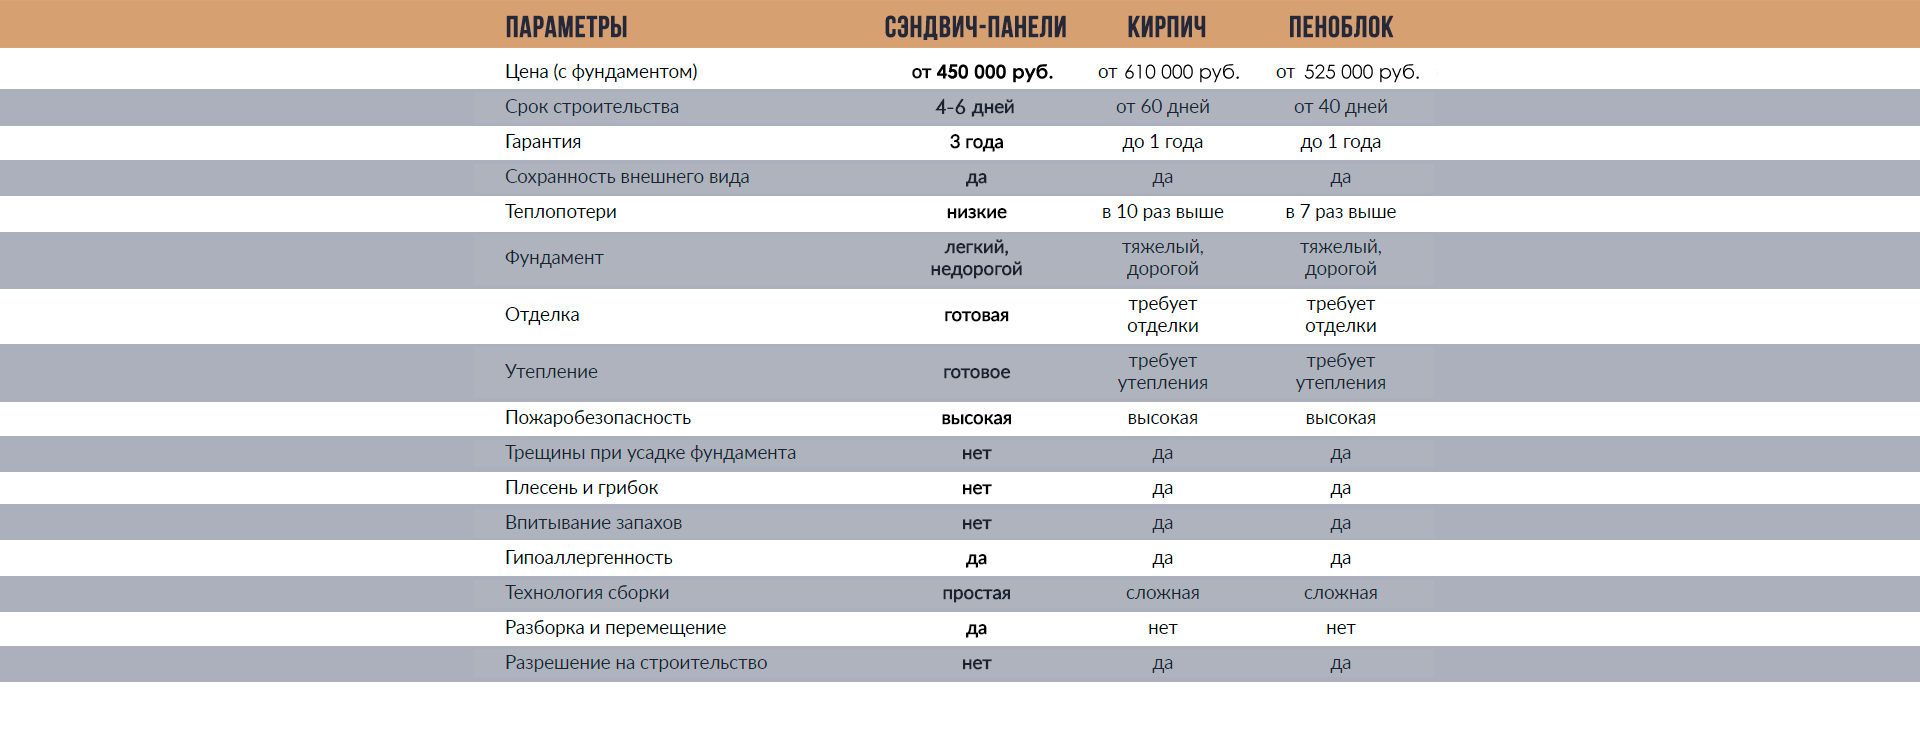 ПАРАМЕТРЫ СЭНДВИЧ-ПАНЕЛИ КИРПИЧ ПЕНОБЛОК
Цена (с фундаментом) от 450 000 руб. от 610 000 руб. от 525 000 руб.
Срок строительства 4-6 дней от 60 дней от 40 дней
Гарантия 3 года до 1 года до 1 года
Сохранность внешнего вида да да да
Теплопотери низкие в 10 раз выше в 7 раз выше
Фундамент легкий, недорогой тяжелый, дорогой тяжелый, дорогой
Отделка готовая требует отделки требует отделки
Утепление готовое требует утепления требует утепления
Пожаробезопасность высокая высокая высокая
Трещины при усадке фундамента нет да да
Плесень и грибок нет да да
Впитывание запахов нет да да
Гипоаллергенность да да да
Технология сборки простая сложная сложная
Разборка и перемещение да нет нет
Разрешение на строительство нет да да